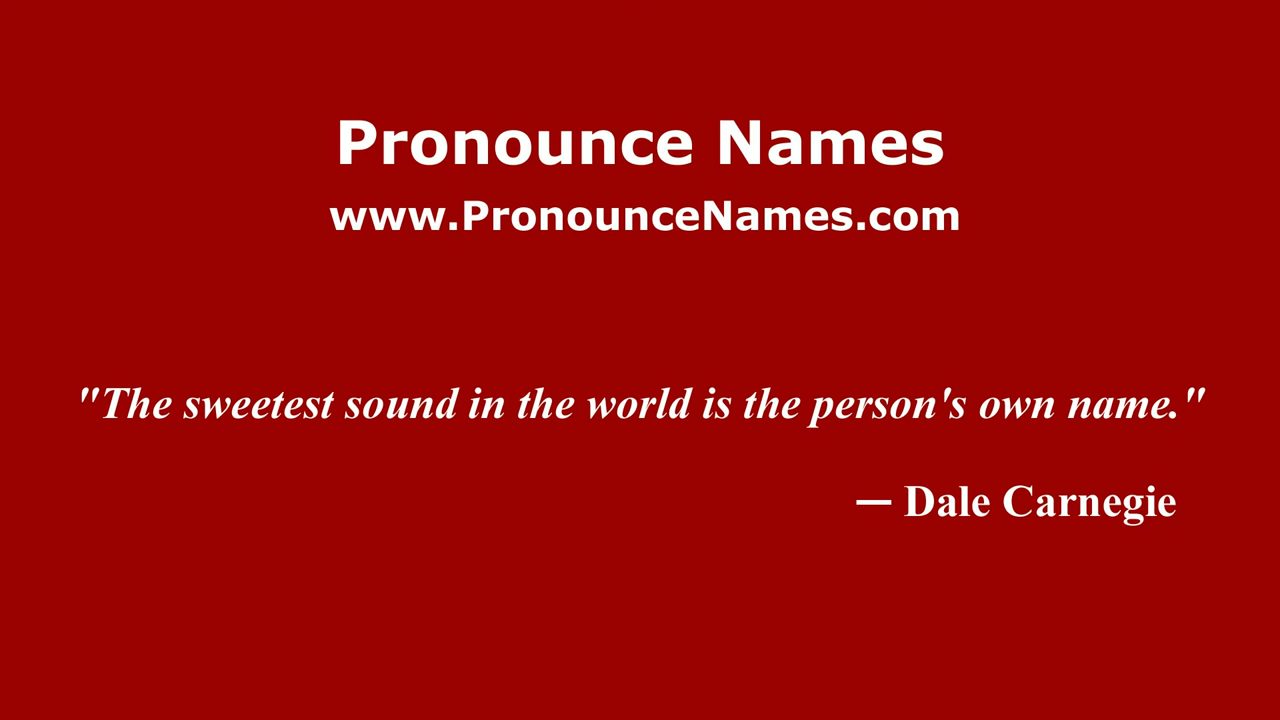 Pronounce Names
www.PronounceNames.com
"The sweetest sound in the world is the person's own name."
— Dale Carnegie